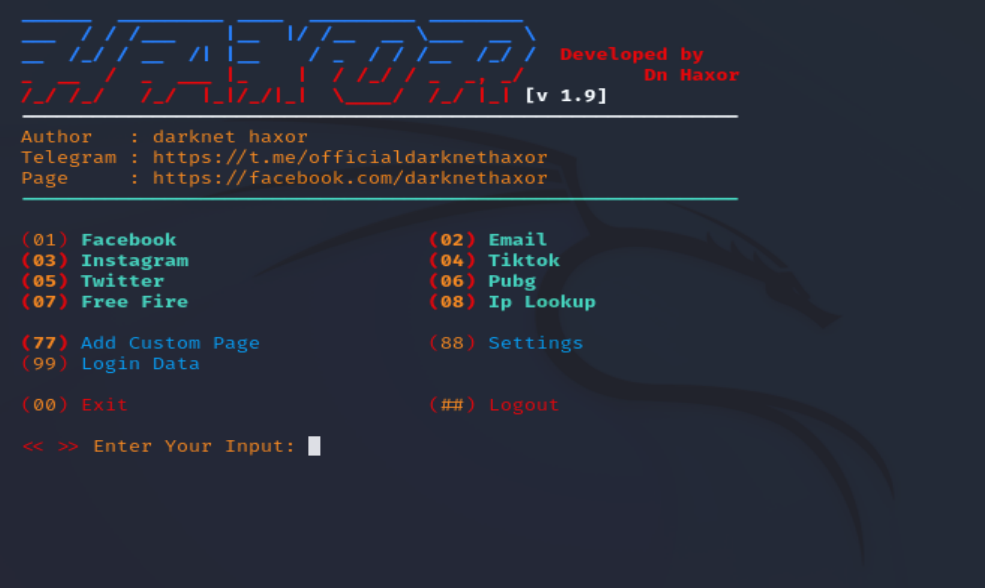 Developed by
Dn Haxor
[v 1.9]
Author : darknet haxor
Telegram : https://t.me/officialdarknethaxor
Page : https://facebook.com/darknethaxor
(01) Facebook (02) Email
(03) Instagram (04) Tiktok
(05) Twitter (06) Pubg
(07) Free Fire (08) Ip Lookup
(77) Add Custom Page (88) Settings
(99) Login Data
(00) Exit (##) Logout
<< >> Enter Your Input: